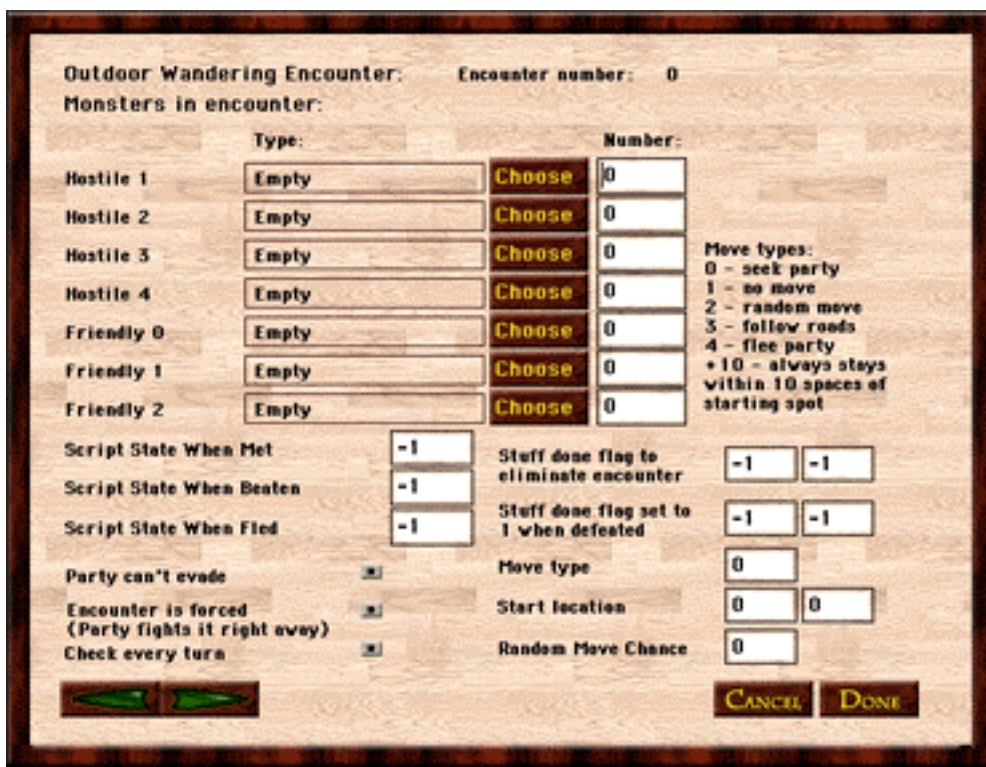 Outdoor Wandering Encounter: Encounter number: 0
Monsters in encounter:
Type: Number:
Hostile 1 Empty Choose 0
Hostile 2 Empty Choose 0
Hostile 3 Empty Choose 0
Hostile 4 Empty Choose 0
Friendly 0 Empty Choose 0
Friendly 1 Empty Choose 0
Friendly 2 Empty Choose 0
Move types:
0 - seek party
1 - no move
2 - random move
3 - follow roads
4 - flee party
+10 - always stays
within 10 spaces of
starting spot
Script State When Met -1
Script State When Beaten -1
Script State When Fled -1
Party can't evade
Encounter is forced
(Party fights it right away)
Check every turn
Stuff done flag to
eliminate encounter -1 -1
Stuff done flag set to
1 when defeated -1 -1
Move type 0
Start location 0 0
Random Move Chance 0
CANCEL DONE